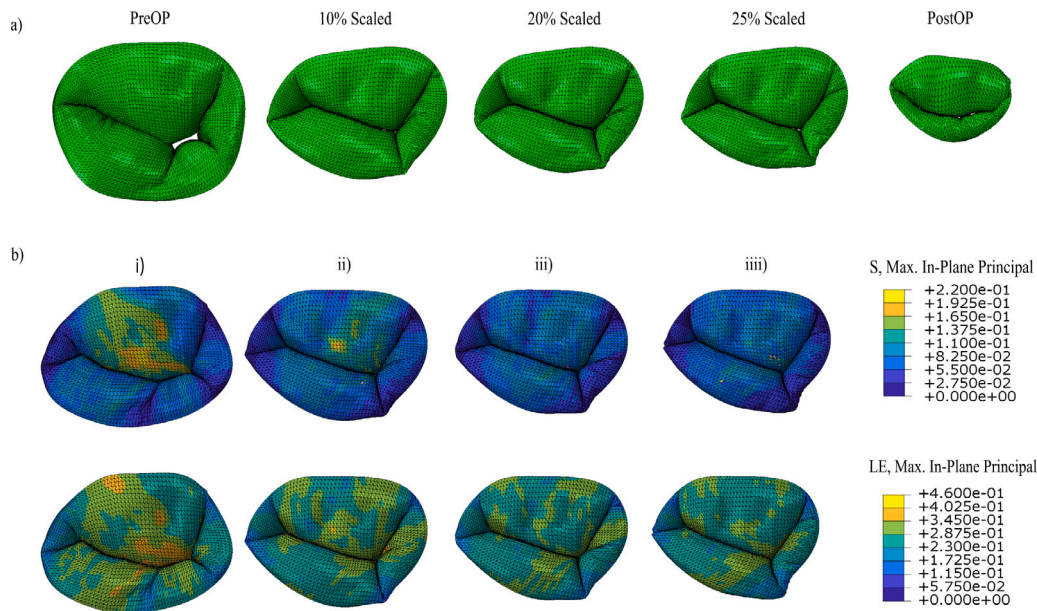 a)
PreOP
10% Scaled
20% Scaled
25% Scaled
PostOP
b)
i)
ii)
iii)
iiii)
S, Max. In-Plane Principal
+2.200e-01
+1.925e-01
+1.650e-01
+1.375e-01
+1.100e-01
+8.250e-02
+5.500e-02
+2.750e-02
+0.000e+00
LE, Max. In-Plane Principal
+4.600e-01
+4.025e-01
+3.450e-01
+2.875e-01
+2.300e-01
+1.725e-01
+1.150e-01
+5.750e-02
+0.000e+00